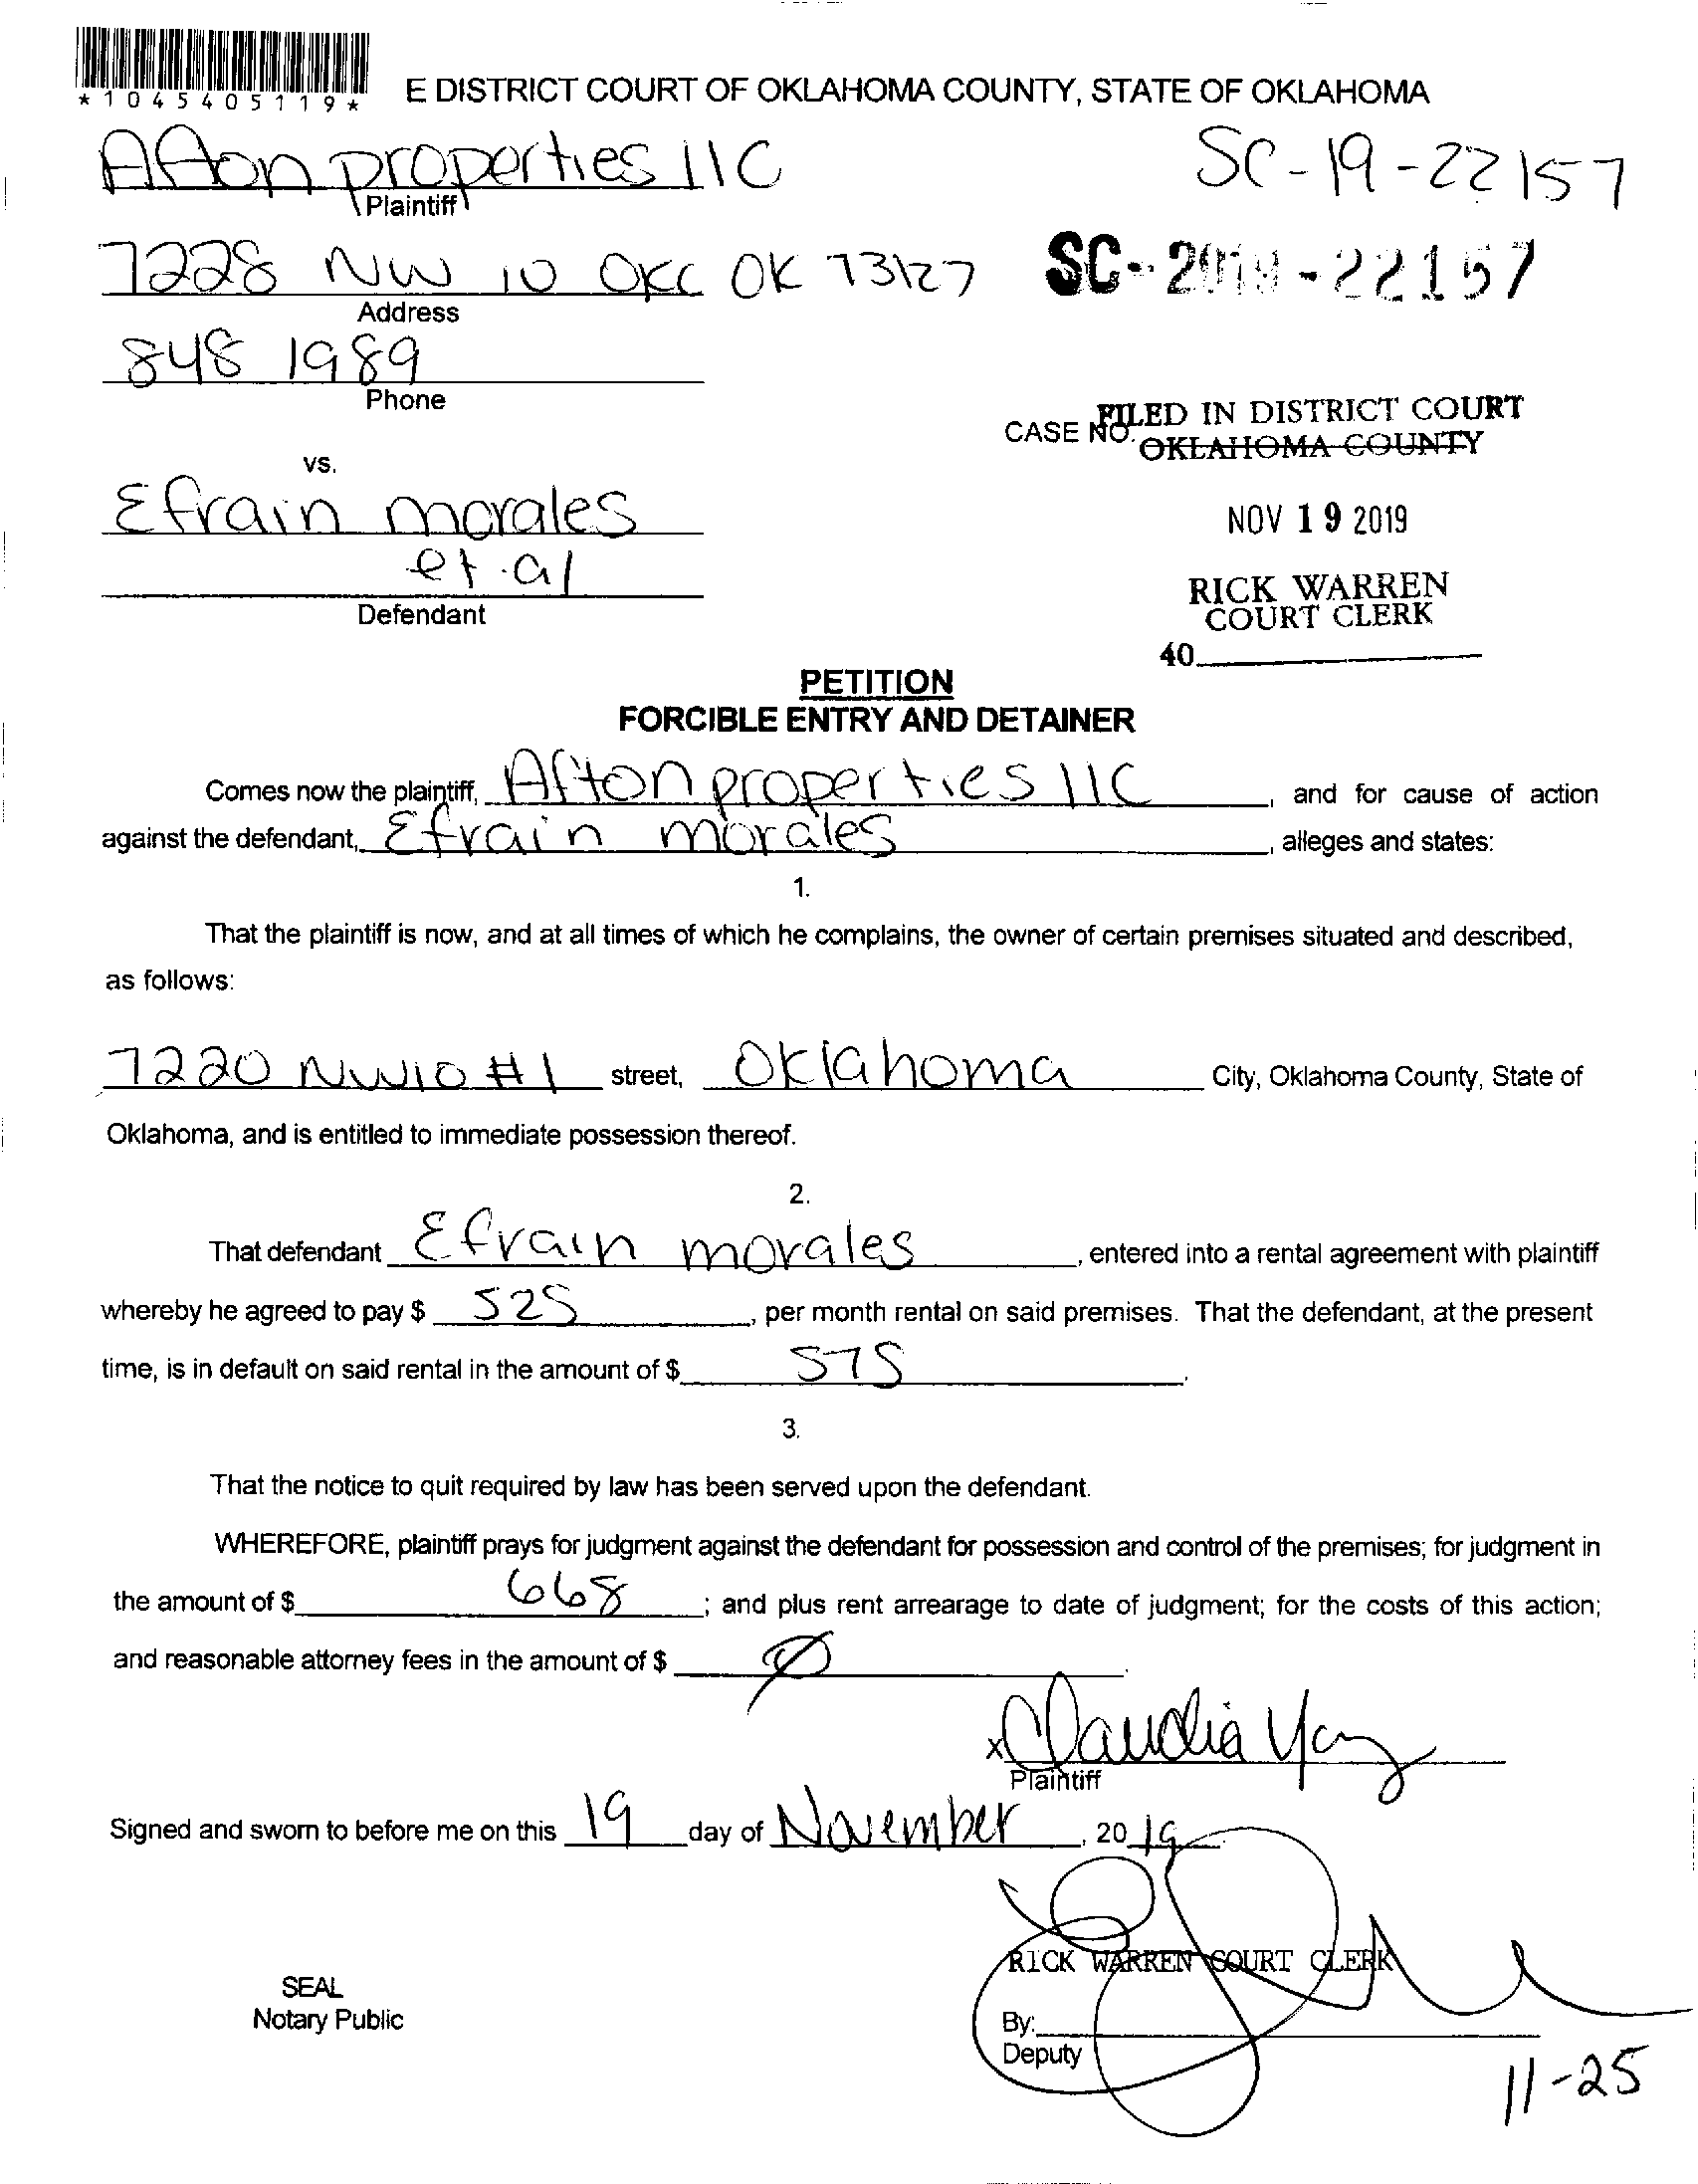 *1045405119*
E DISTRICT COURT OF OKLAHOMA COUNTY, STATE OF OKLAHOMA
Afton properties llC
SC-19-22157
Plaintiff
7228 NW 10 OKC OK 73127
SC-2019-22157
Address
848 1989
Phone
FILED IN DISTRICT COURT
CASE NO. OKLAHOMA COUNTY
vs.
Efrain morales
NOV 19 2019
et.al
RICK WARREN
Defendant
COURT CLERK
40
PETITION
FORCIBLE ENTRY AND DETAINER
Comes now the plaintiff, Afton properties llC, and for cause of action
against the defendant, Efrain morales, alleges and states:
1.
That the plaintiff is now, and at all times of which he complains, the owner of certain premises situated and described,
as follows:
7220 NW10 #1 street, Oklahoma City, Oklahoma County, State of
Oklahoma, and is entitled to immediate possession thereof.
2.
That defendant Efrain morales, entered into a rental agreement with plaintiff
whereby he agreed to pay $ 525, per month rental on said premises. That the defendant, at the present
time, is in default on said rental in the amount of $ 575.
3.
That the notice to quit required by law has been served upon the defendant.
WHEREFORE, plaintiff prays for judgment against the defendant for possession and control of the premises; for judgment in
the amount of $ 668; and plus rent arrearage to date of judgment; for the costs of this action;
and reasonable attorney fees in the amount of $ Ø.
x Claudia
Plaintiff
Signed and sworn to before me on this 19 day of November, 2019.
RICK WARREN COURT CLERK
SEAL
Notary Public
By:
Deputy
11-25